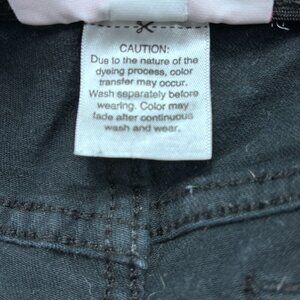 CAUTION:
Due to the nature of the
dyeing process, color
transfer may occur.
Wash separately before
wearing. Color may
fade after continuous
wash and wear.